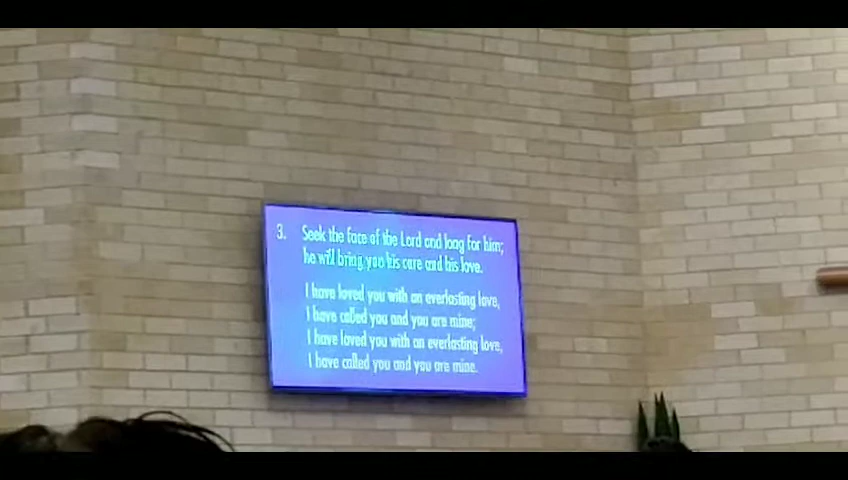 3. Seek the face of the Lord and long for him;
he will bring you his care and his love.
I have loved you with an everlasting love,
I have called you and you are mine;
I have loved you with an everlasting love,
I have called you and you are mine.